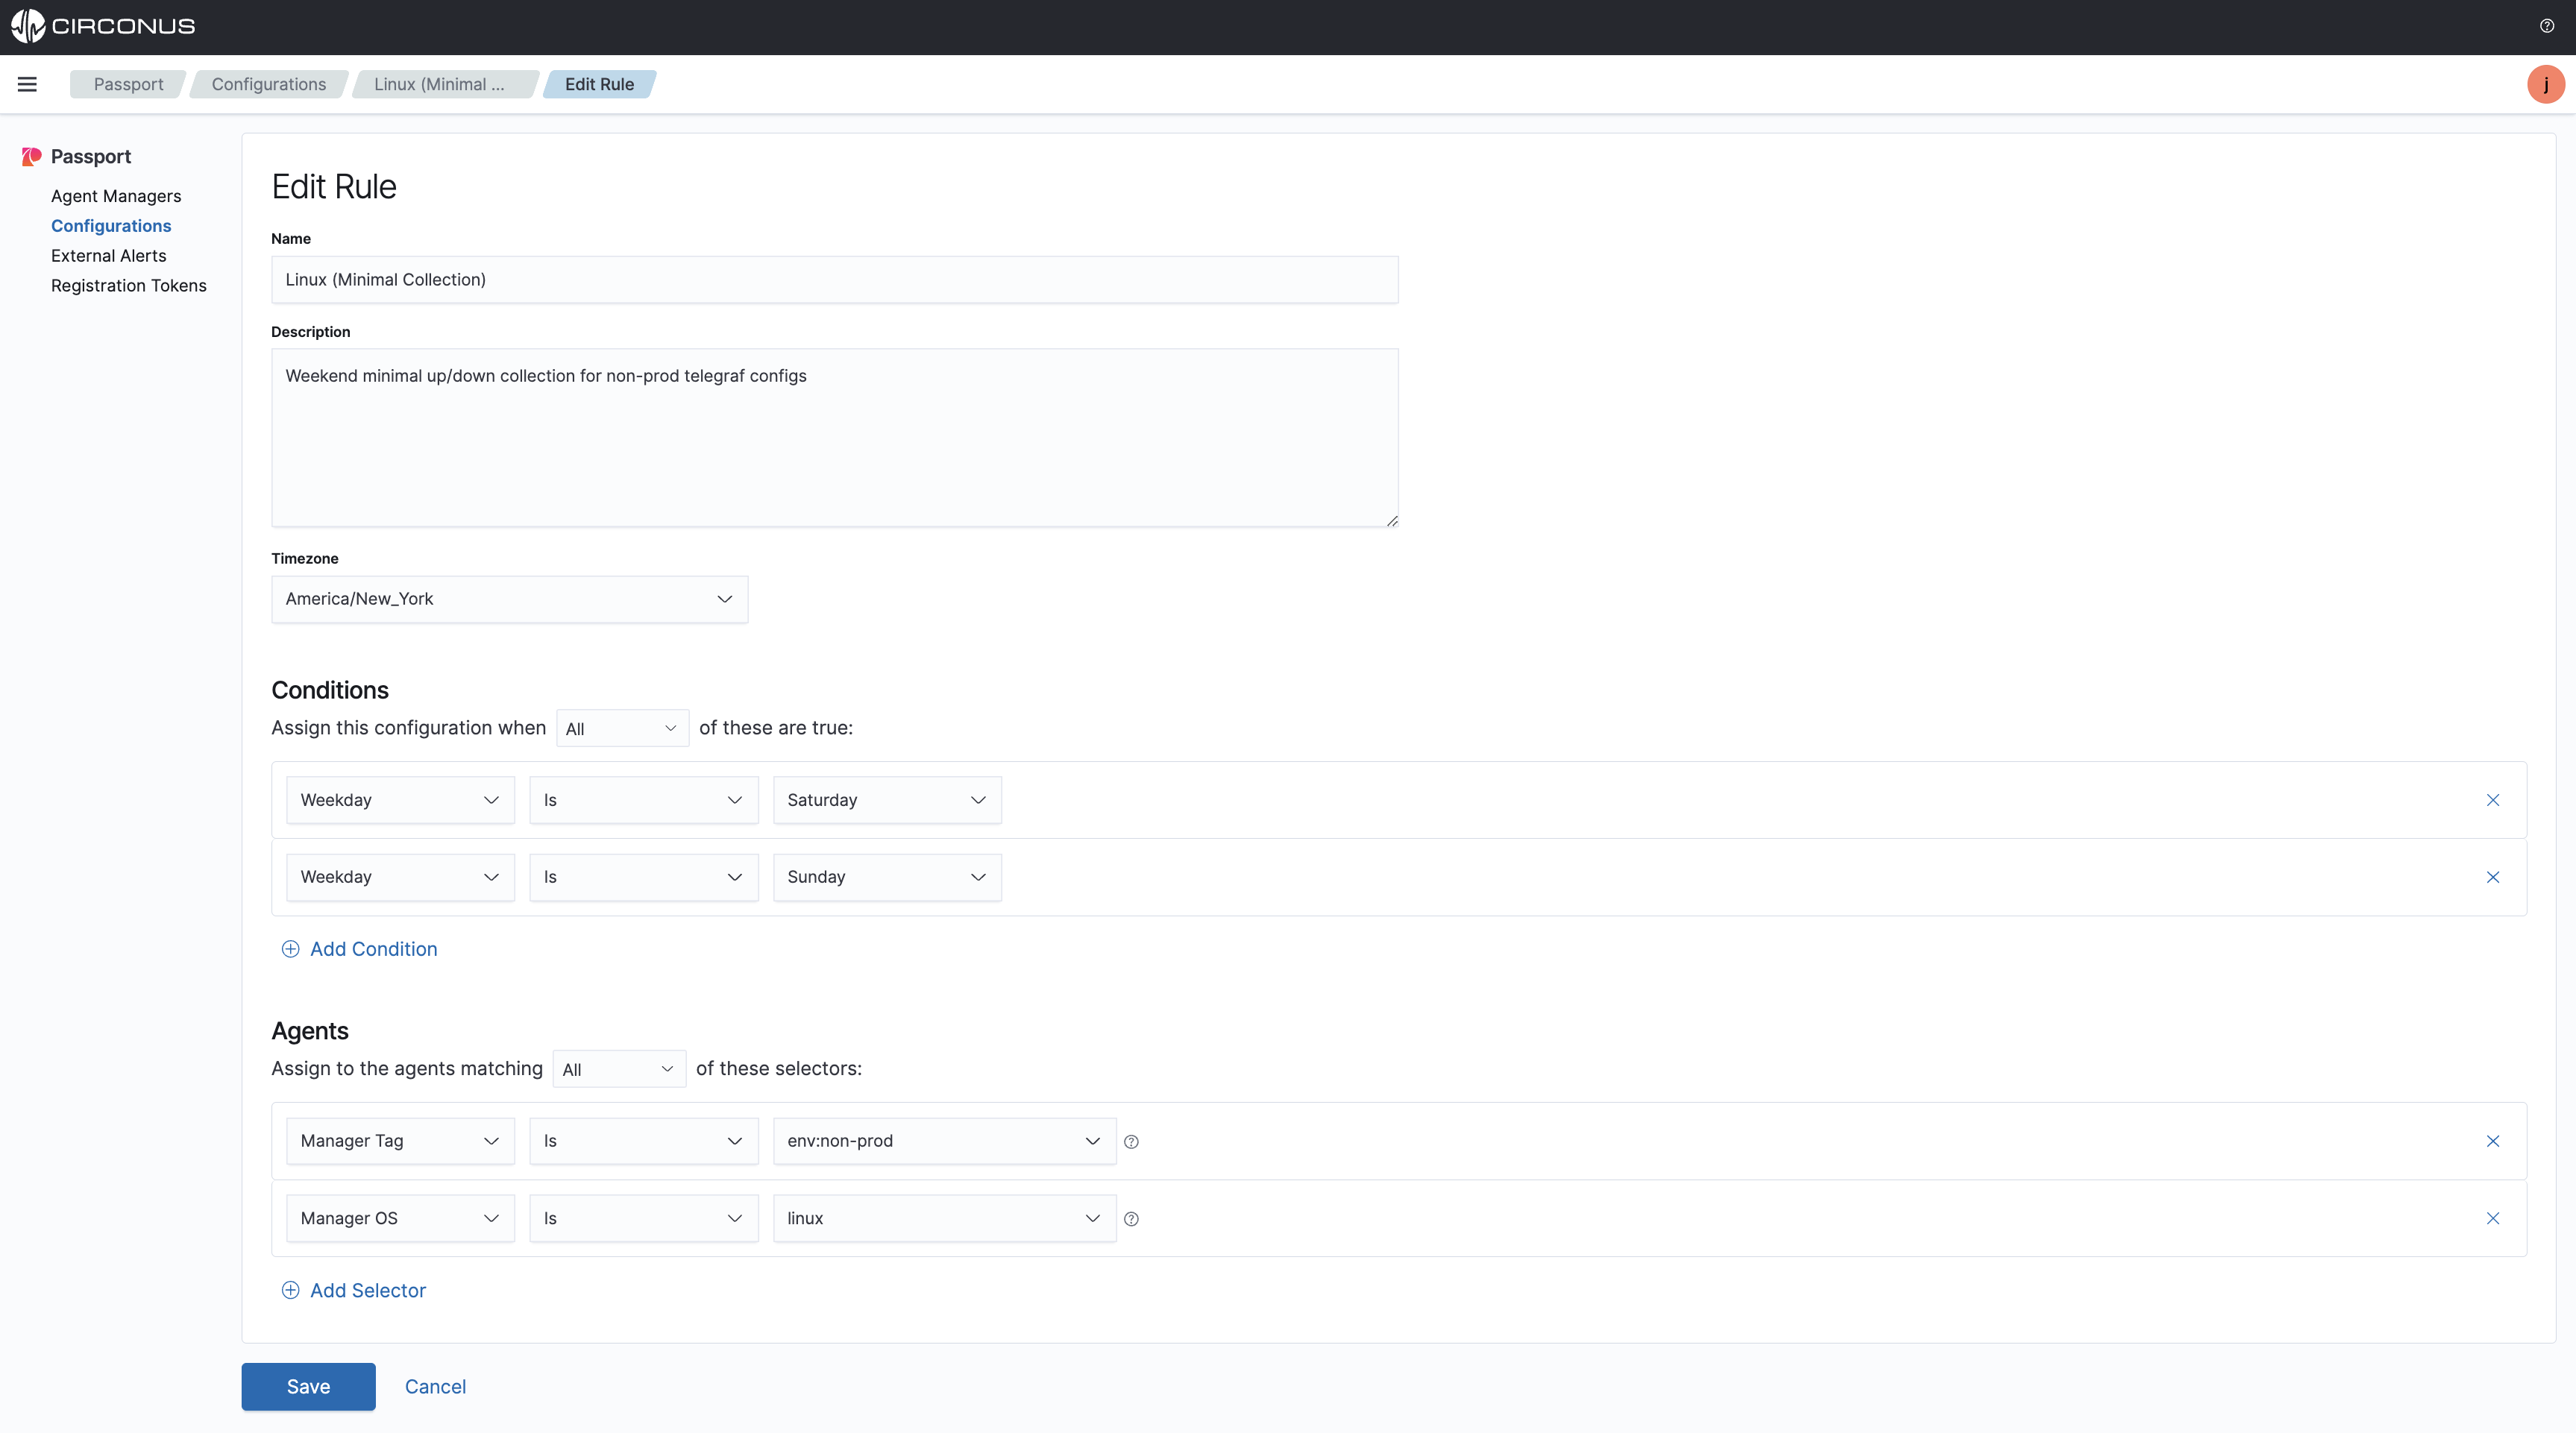 CIRCONUS
Passport
Configurations
Linux (Minimal ...
Edit Rule
j
Passport
Agent Managers
Configurations
External Alerts
Registration Tokens
Edit Rule
Name
Linux (Minimal Collection)
Description
Weekend minimal up/down collection for non-prod telegraf configs
Timezone
America/New_York
Conditions
Assign this configuration when All of these are true:
Weekday Is Saturday
Weekday Is Sunday
Add Condition
Agents
Assign to the agents matching All of these selectors:
Manager Tag Is env:non-prod
Manager OS Is linux
Add Selector
Save Cancel